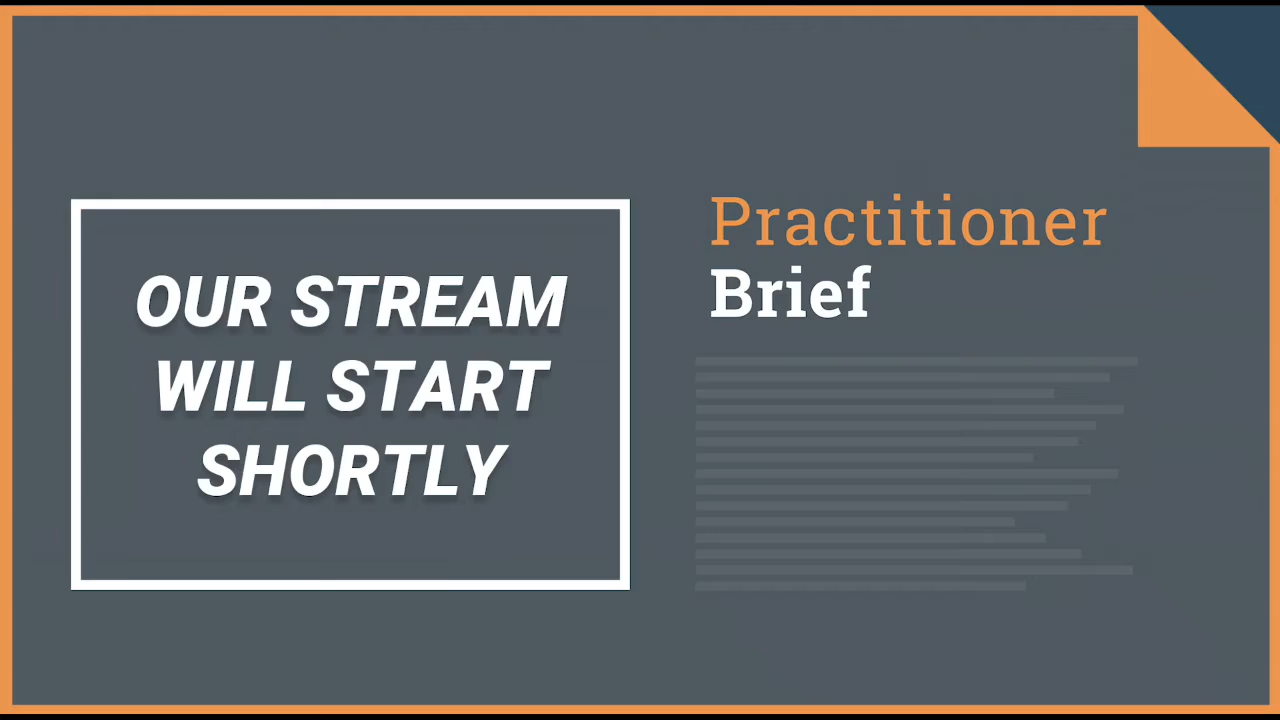 OUR STREAM
WILL START
SHORTLY
Practitioner
Brief